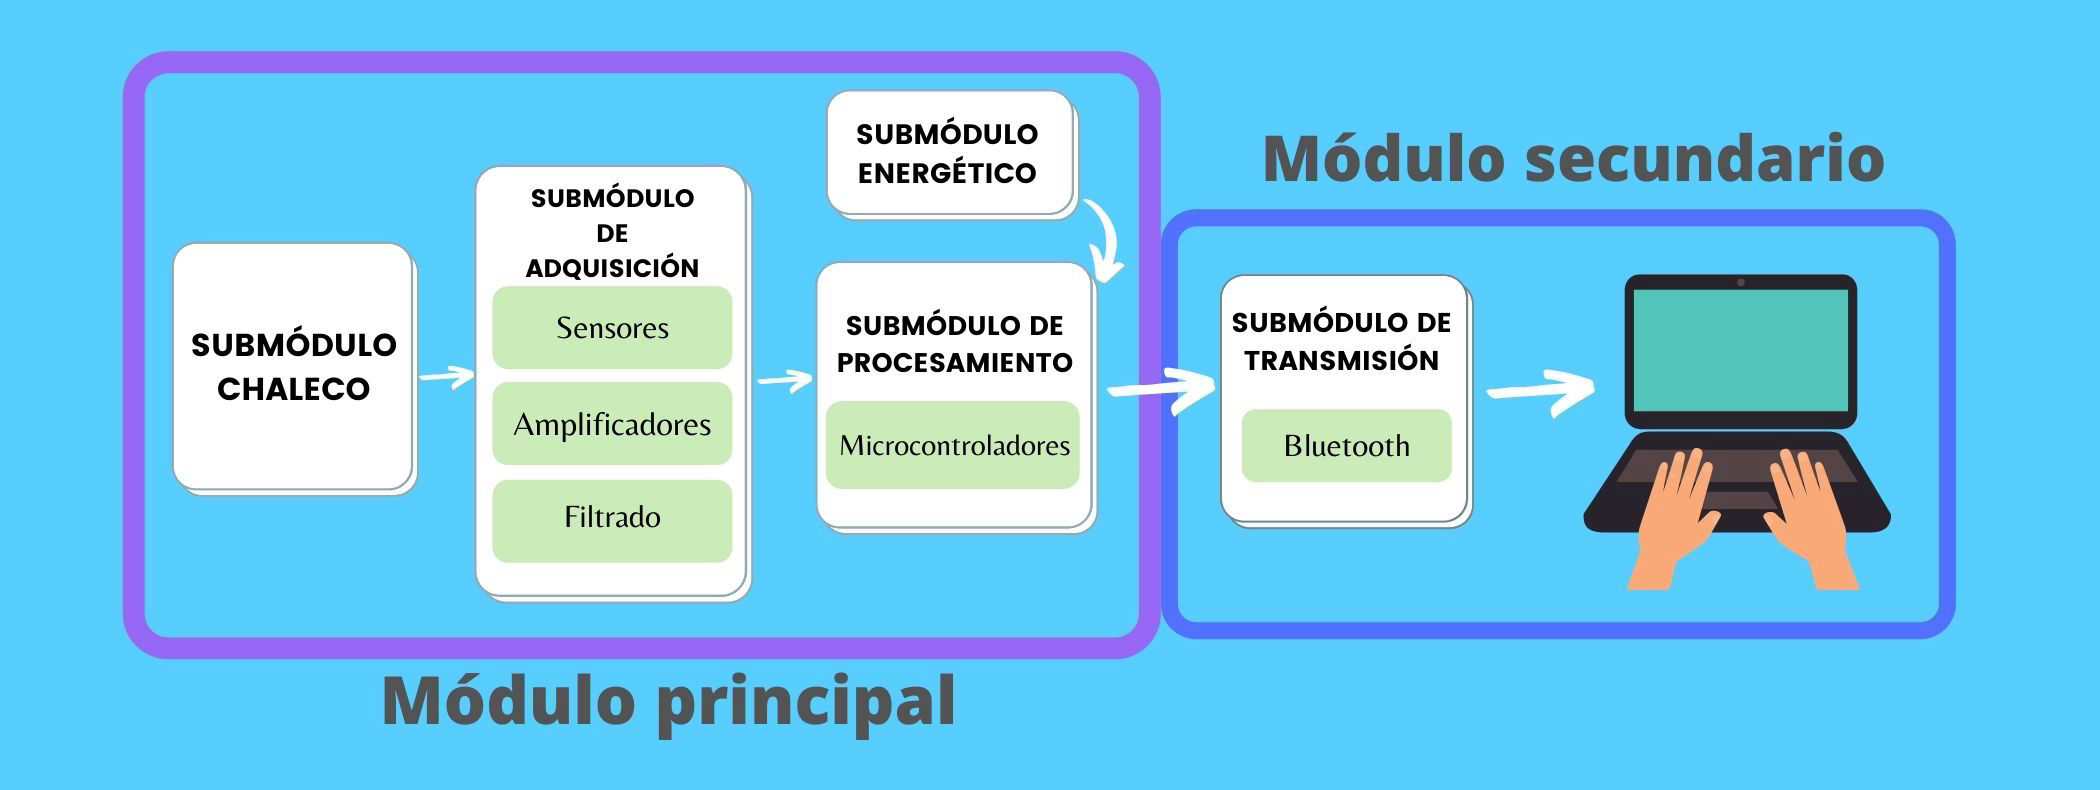 SUBMÓDULO
CHALECO
SUBMÓDULO
DE
ADQUISICIÓN
Sensores
Amplificadores
Filtrado
SUBMÓDULO
ENERGÉTICO
SUBMÓDULO DE
PROCESAMIENTO
Microcontroladores
Módulo principal
Módulo secundario
SUBMÓDULO DE
TRANSMISIÓN
Bluetooth